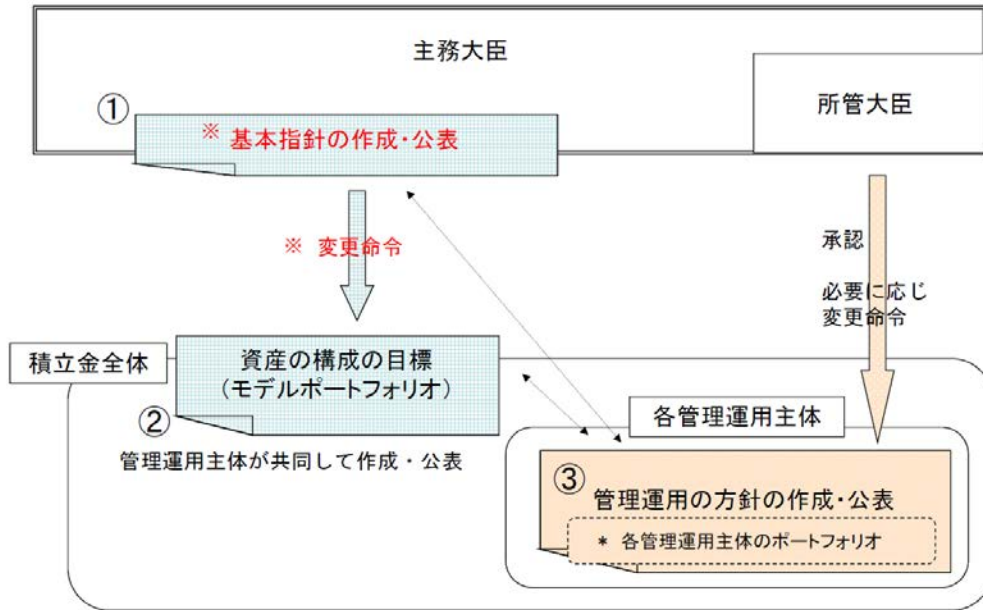 主務大臣
所管大臣
①
※ 基本指針の作成・公表
※ 変更命令
承認
必要に応じ
変更命令
積立金全体
資産の構成の目標
（モデルポートフォリオ）
②
管理運用主体が共同して作成・公表
各管理運用主体
③
管理運用の方針の作成・公表
* 各管理運用主体のポートフォリオ